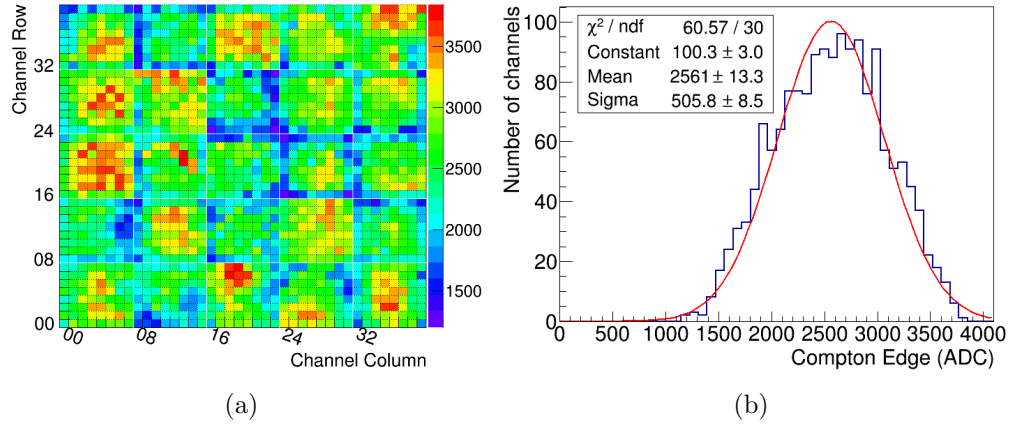 Channel Row
32
24
16
08
00
00 08 16 24 32
Channel Column
3500
3000
2500
2000
1500
(a)
Number of channels
100
80
60
40
20
0
χ² / ndf 60.57 / 30
Constant 100.3 ± 3.0
Mean 2561 ± 13.3
Sigma 505.8 ± 8.5
0 500 1000 1500 2000 2500 3000 3500 4000
Compton Edge (ADC)
(b)